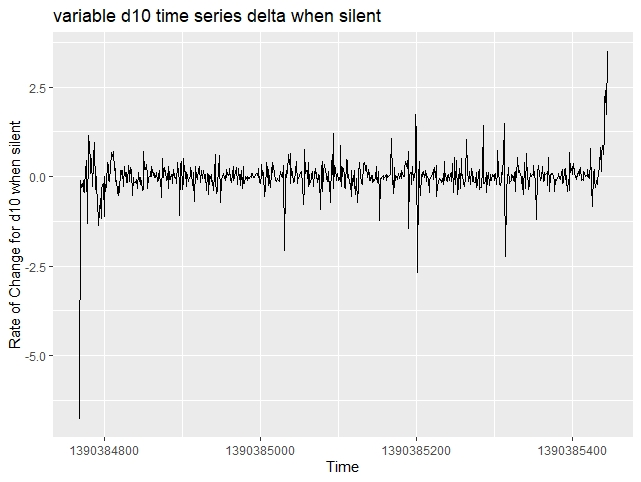 variable d10 time series delta when silent
Rate of Change for d10 when silent
2.5
0.0
-2.5
-5.0
1390384800
1390385000
1390385200
1390385400
Time